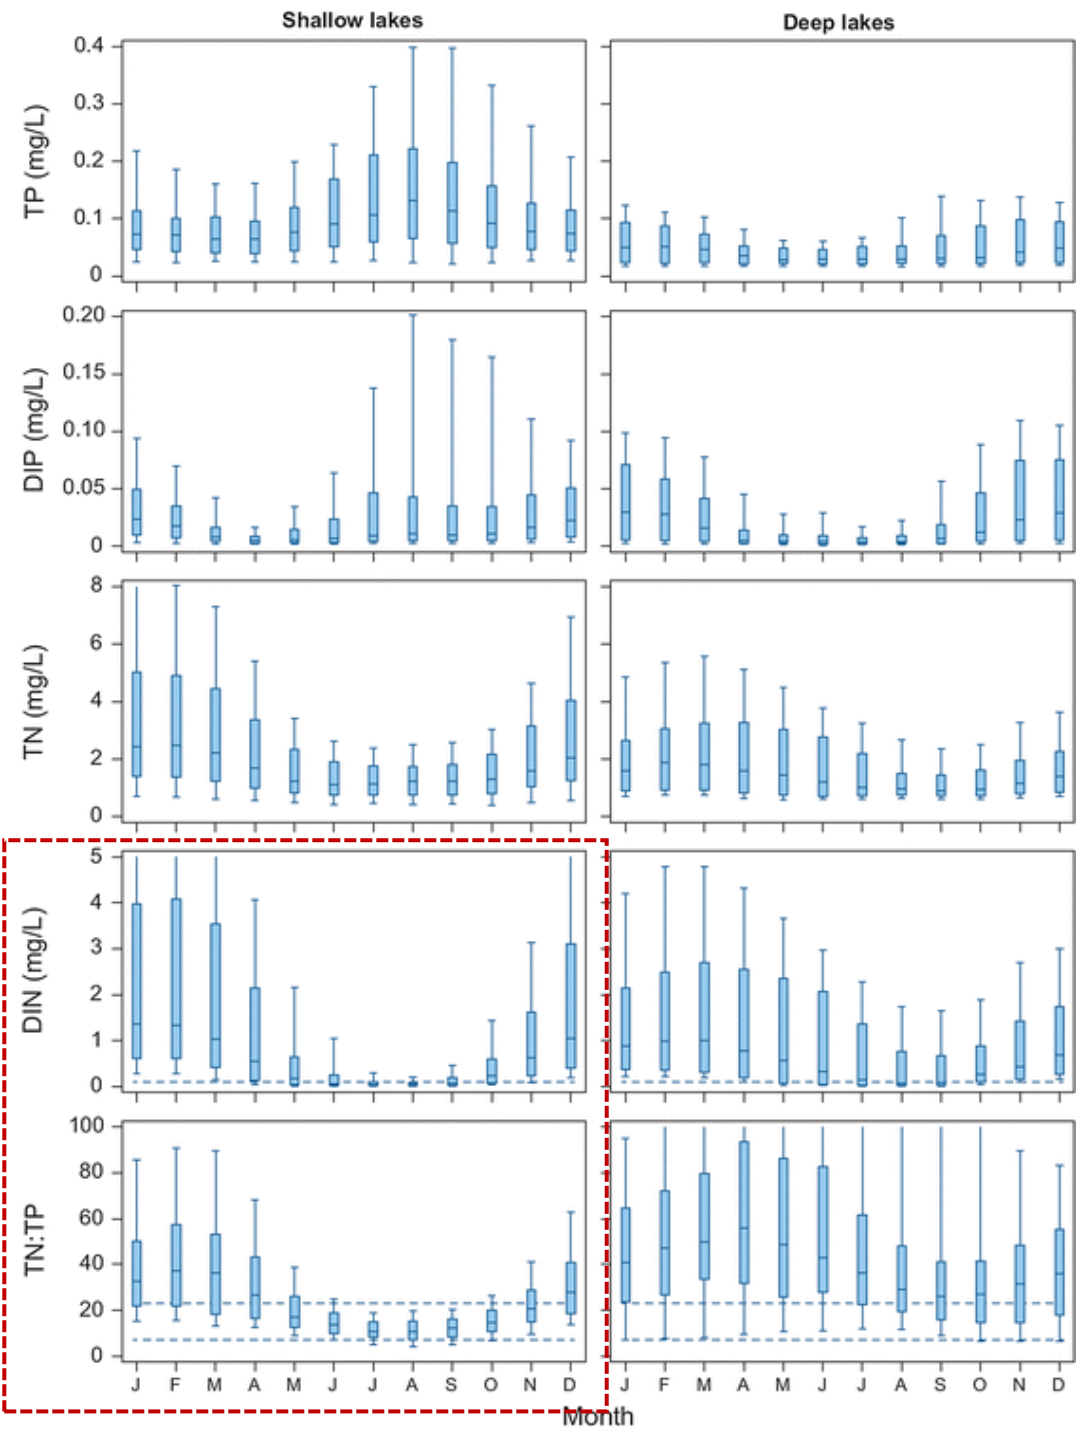 Shallow lakes
Deep lakes
TP (mg/L)
0.4
0.3
0.2
0.1
0
DIP (mg/L)
0.20
0.15
0.10
0.05
0
TN (mg/L)
8
6
4
2
0
DIN (mg/L)
5
4
3
2
1
0
TN:TP
100
80
60
40
20
0
J F M A M J J A S O N D
J F M A M J J A S O N D
Month